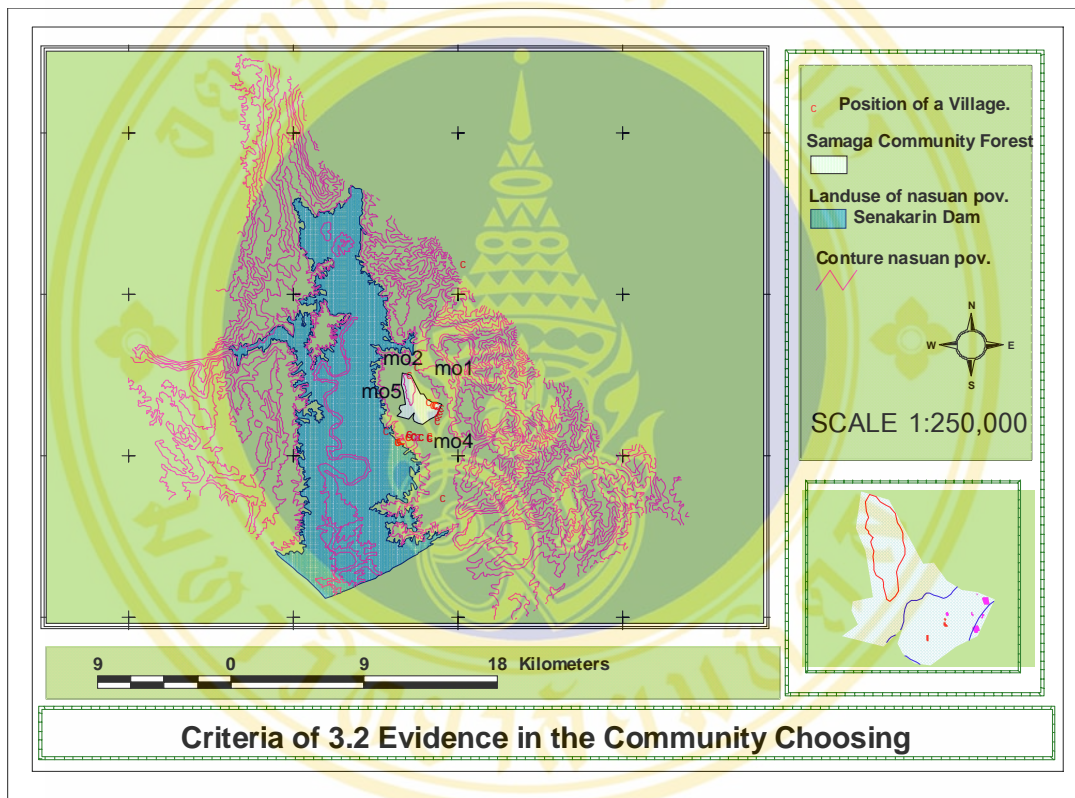 mo2
mo1
mo5
mo4
c Position of a Village.
Samaga Community Forest
Landuse of nasuan pov.
Senakarin Dam
Conture nasuan pov.
N
W E
S
SCALE 1:250,000
9 0 9 18 Kilometers
Criteria of 3.2 Evidence in the Community Choosing